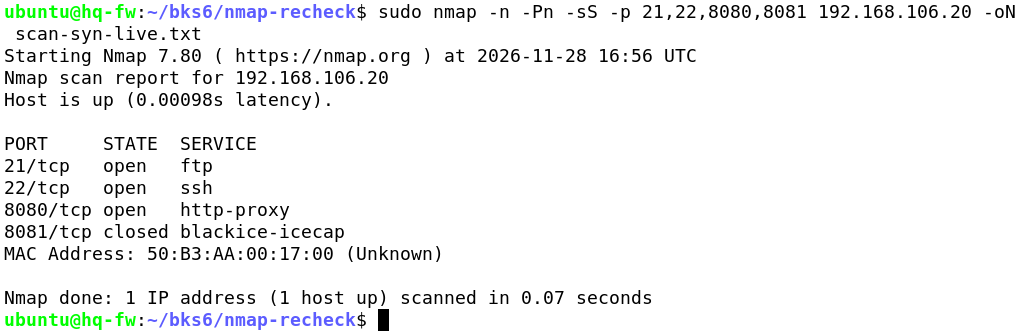 ubuntu@hq-fw:~/bks6/nmap-recheck$ sudo nmap -n -Pn -sS -p 21,22,8080,8081 192.168.106.20 -oN
 scan-syn-live.txt
Starting Nmap 7.80 ( https://nmap.org ) at 2026-11-28 16:56 UTC
Nmap scan report for 192.168.106.20
Host is up (0.00098s latency).

PORT     STATE  SERVICE
21/tcp   open   ftp
22/tcp   open   ssh
8080/tcp open   http-proxy
8081/tcp closed blackice-icecap
MAC Address: 50:B3:AA:00:17:00 (Unknown)

Nmap done: 1 IP address (1 host up) scanned in 0.07 seconds
ubuntu@hq-fw:~/bks6/nmap-recheck$